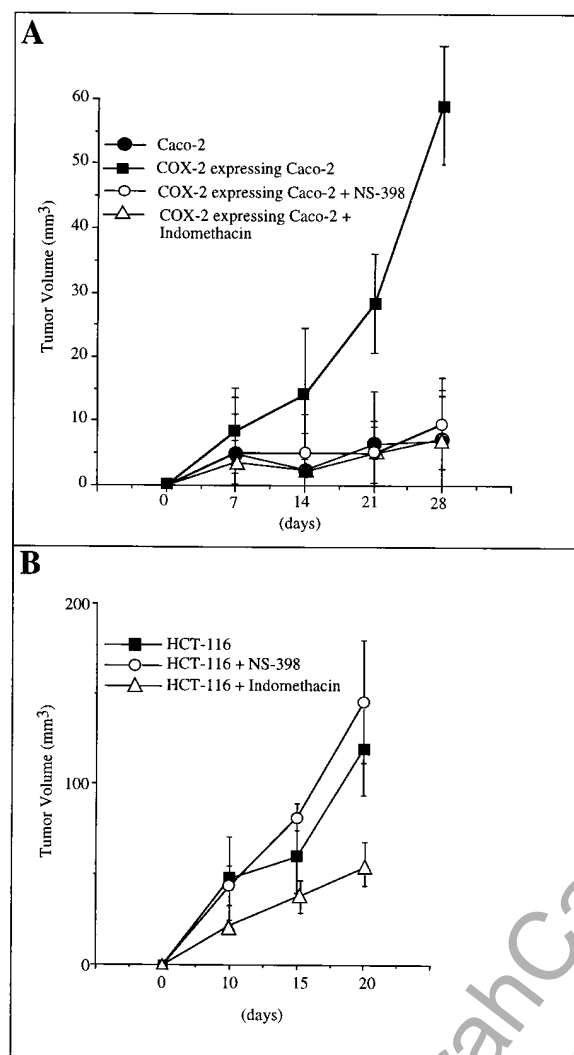 A
60
50
40
30
20
10
0
Tumor Volume (mm3)
Caco-2
COX-2 expressing Caco-2
COX-2 expressing Caco-2 + NS-398
COX-2 expressing Caco-2 +
Indomethacin
0 7 14 21 28
(days)
B
200
100
0
Tumor Volume (mm3)
HCT-116
HCT-116 + NS-398
HCT-116 + Indomethacin
0 10 15 20
(days)